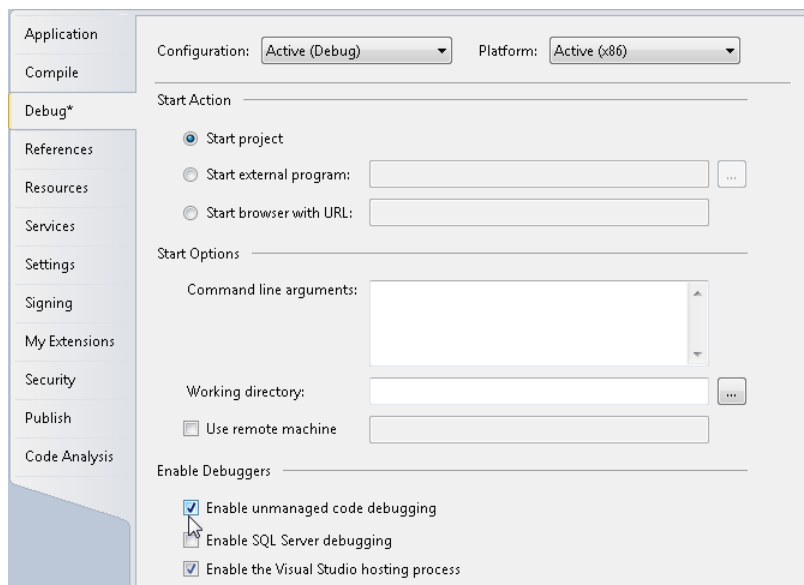 Application
Compile
Debug*
References
Resources
Services
Settings
Signing
My Extensions
Security
Publish
Code Analysis
Configuration: Active (Debug) Platform: Active (x86)
Start Action
Start project
Start external program: ...
Start browser with URL:
Start Options
Command line arguments:
Working directory: ...
Use remote machine
Enable Debuggers
Enable unmanaged code debugging
Enable SQL Server debugging
Enable the Visual Studio hosting process